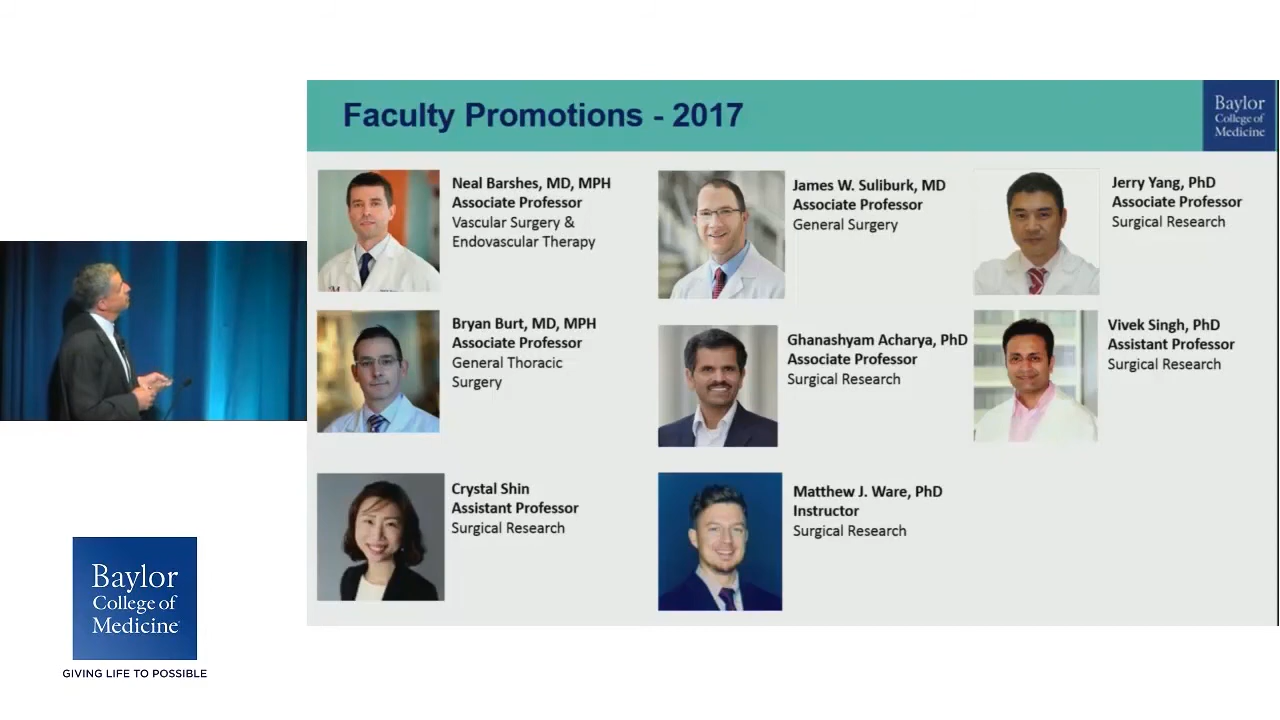 Faculty Promotions - 2017
Baylor
College of
Medicine
Neal Barshes, MD, MPH
Associate Professor
Vascular Surgery &
Endovascular Therapy
James W. Suliburk, MD
Associate Professor
General Surgery
Jerry Yang, PhD
Associate Professor
Surgical Research
Bryan Burt, MD, MPH
Associate Professor
General Thoracic
Surgery
Ghanashyam Acharya, PhD
Associate Professor
Surgical Research
Vivek Singh, PhD
Assistant Professor
Surgical Research
Crystal Shin
Assistant Professor
Surgical Research
Matthew J. Ware, PhD
Instructor
Surgical Research
Baylor
College of
Medicine
GIVING LIFE TO POSSIBLE